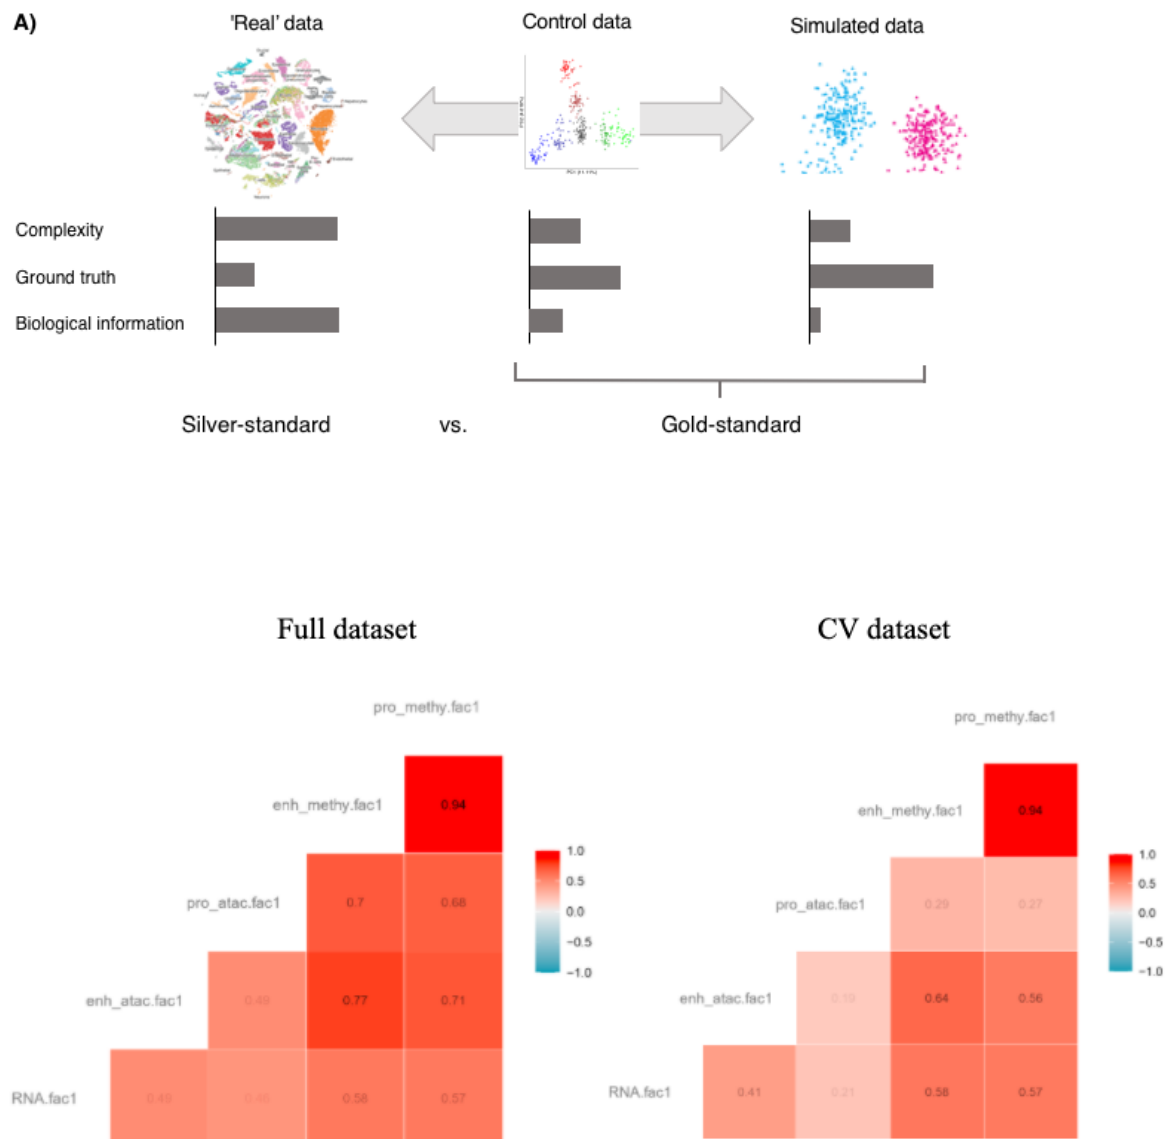 A)
'Real' data
Control data
Simulated data
Complexity
Ground truth
Biological information
Silver-standard
vs.
Gold-standard
Full dataset
CV dataset
pro_methy.fac1
enh_methy.fac1
0.94
pro_atac.fac1
0.7
0.68
enh_atac.fac1
0.49
0.77
0.71
RNA.fac1
0.49
0.46
0.58
0.57
1.0
0.5
0.0
−0.5
−1.0
pro_methy.fac1
enh_methy.fac1
0.94
pro_atac.fac1
0.29
0.27
enh_atac.fac1
0.19
0.64
0.56
RNA.fac1
0.41
0.21
0.58
0.57
1.0
0.5
0.0
−0.5
−1.0